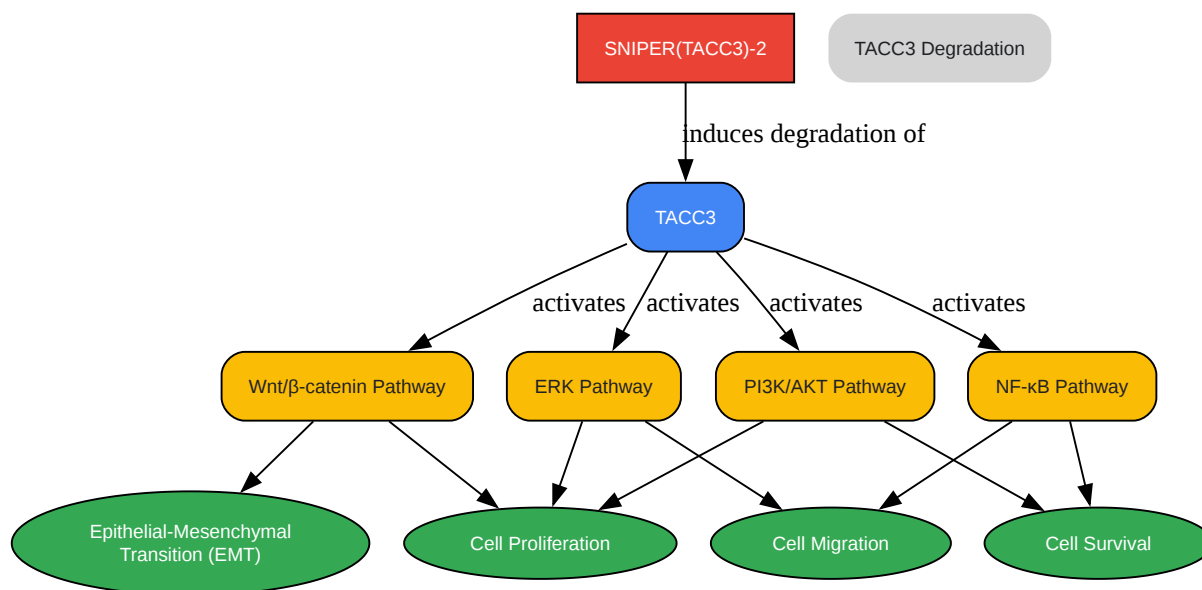 SNIPER(TACC3)-2
TACC3 Degradation
induces degradation of
TACC3
activates
activates
activates
activates
Wnt/β-catenin Pathway
ERK Pathway
PI3K/AKT Pathway
NF-κB Pathway
Epithelial-Mesenchymal
Transition (EMT)
Cell Proliferation
Cell Migration
Cell Survival